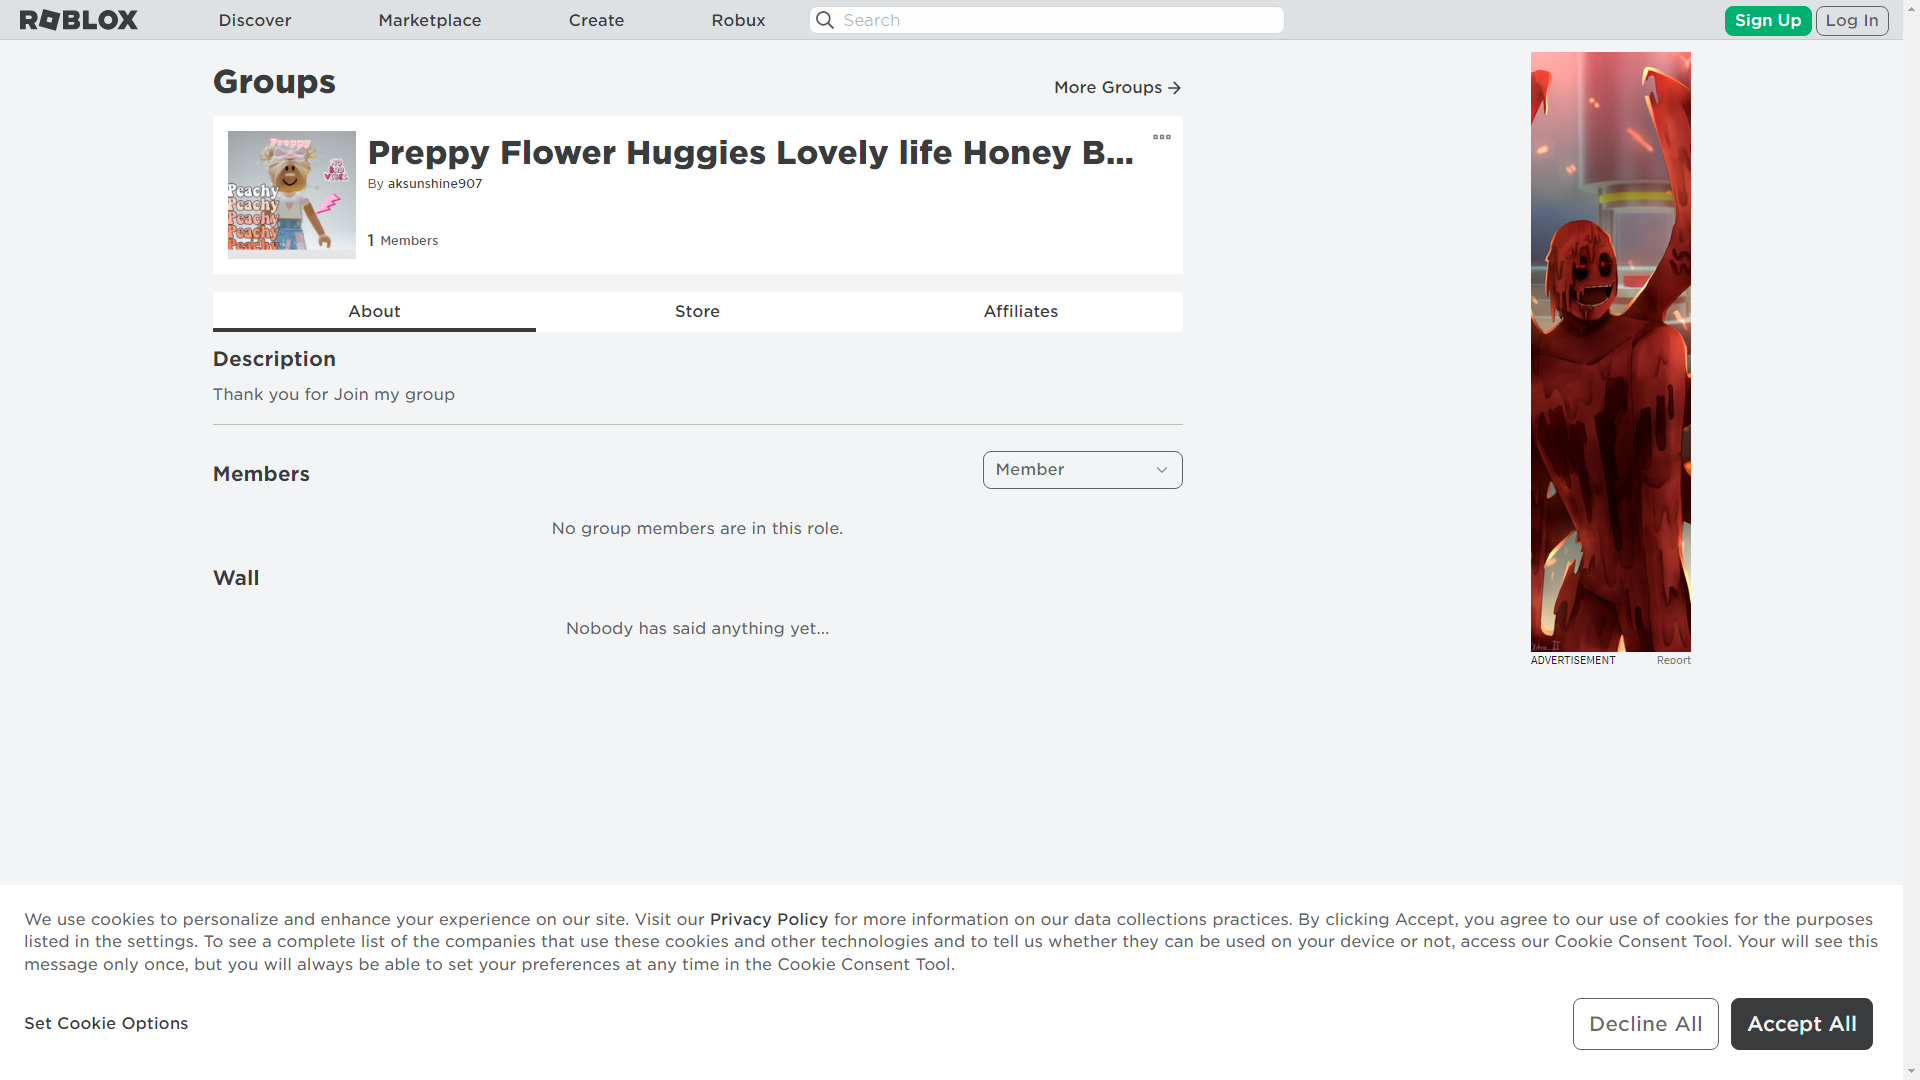 ROBLOX
Discover
Marketplace
Create
Robux
Search
Sign Up
Log In
Groups
More Groups
Preppy
NO BAD VIBES
Peachy
Peachy
Peachy
Peachy
Peachy
Preppy Flower Huggies Lovely life Honey B...
By aksunshine907
1 Members
About
Store
Affiliates
Description
Thank you for Join my group
Members
Member
No group members are in this role.
Wall
Nobody has said anything yet...
ADVERTISEMENT
Report
We use cookies to personalize and enhance your experience on our site. Visit our Privacy Policy for more information on our data collections practices. By clicking Accept, you agree to our use of cookies for the purposes
listed in the settings. To see a complete list of the companies that use these cookies and other technologies and to tell us whether they can be used on your device or not, access our Cookie Consent Tool. Your will see this
message only once, but you will always be able to set your preferences at any time in the Cookie Consent Tool.
Set Cookie Options
Decline All
Accept All